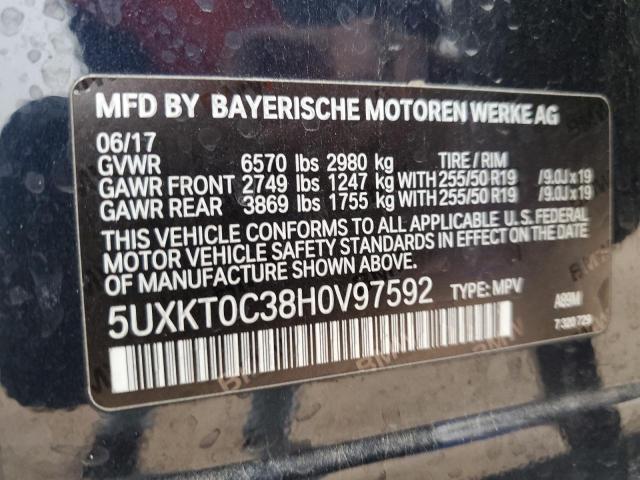 MFD BY BAYERISCHE MOTOREN WERKE AG
06/17
GVWR 6570 lbs 2980 kg TIRE / RIM
GAWR FRONT 2749 lbs 1247 kg WITH 255/50 R19 /9.0J x 19
GAWR REAR 3869 lbs 1755 kg WITH 255/50 R19 /9.0J x 19
THIS VEHICLE CONFORMS TO ALL APPLICABLE U.S. FEDERAL
MOTOR VEHICLE SAFETY STANDARDS IN EFFECT ON THE DATE
OF MANUFACTURE SHOWN ABOVE.
5UXKT0C38H0V97592 TYPE: MPV A89M
7 320 729